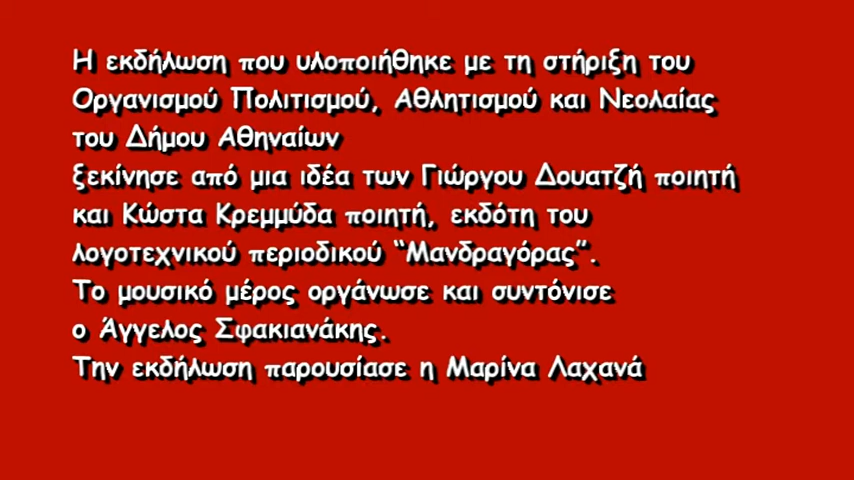 Η εκδήλωση που υλοποιήθηκε με τη στήριξη του
Οργανισμού Πολιτισμού, Αθλητισμού και Νεολαίας
του Δήμου Αθηναίων
ξεκίνησε από μια ιδέα των Γιώργου Δουατζή ποιητή
και Κώστα Κρεμμύδα ποιητή, εκδότη του
λογοτεχνικού περιοδικού “Μανδραγόρας”.
Το μουσικό μέρος οργάνωσε και συντόνισε
ο Άγγελος Σφακιανάκης.
Την εκδήλωση παρουσίασε η Μαρίνα Λαχανά